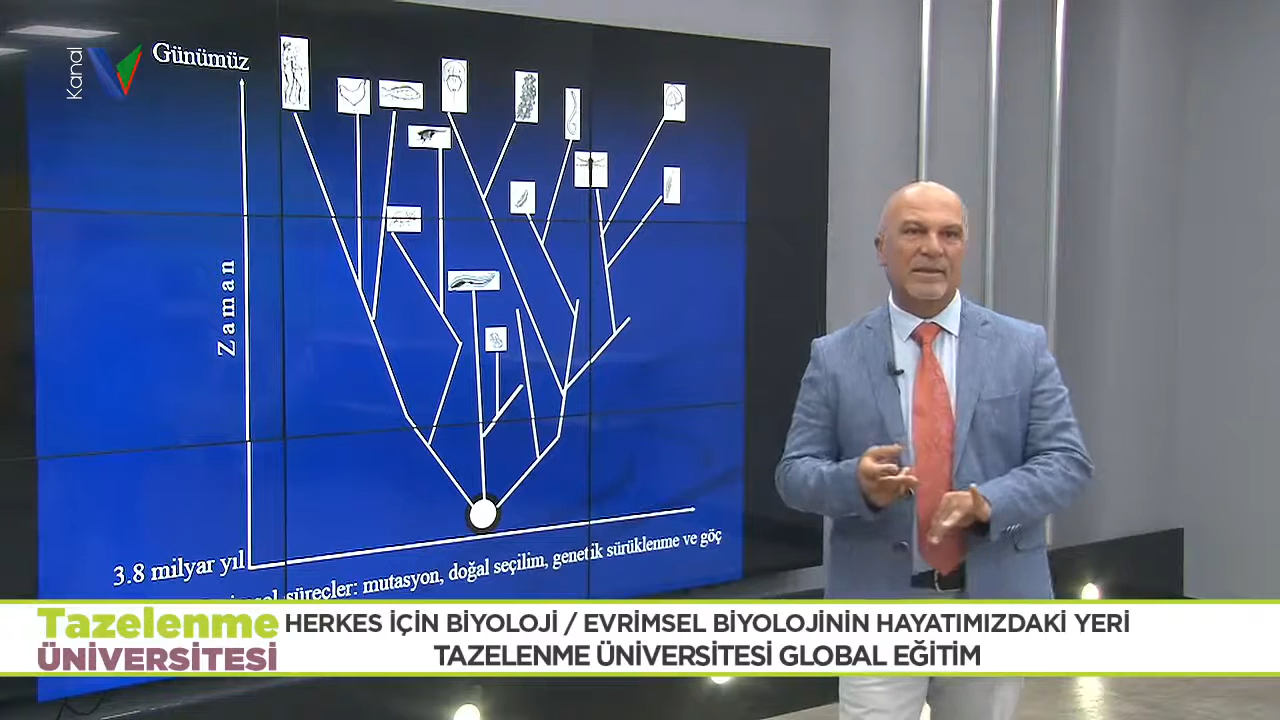 Kanal
Günümüz
Zaman
3.8 milyar yıl
süreçler: mutasyon, doğal seçilim, genetik sürüklenme ve göç
Tazelenme
ÜNİVERSİTESİ
HERKES İÇİN BİYOLOJİ / EVRİMSEL BİYOLOJİNİN HAYATIMIZDAKİ YERİ
TAZELENME ÜNİVERSİTESİ GLOBAL EĞİTİM